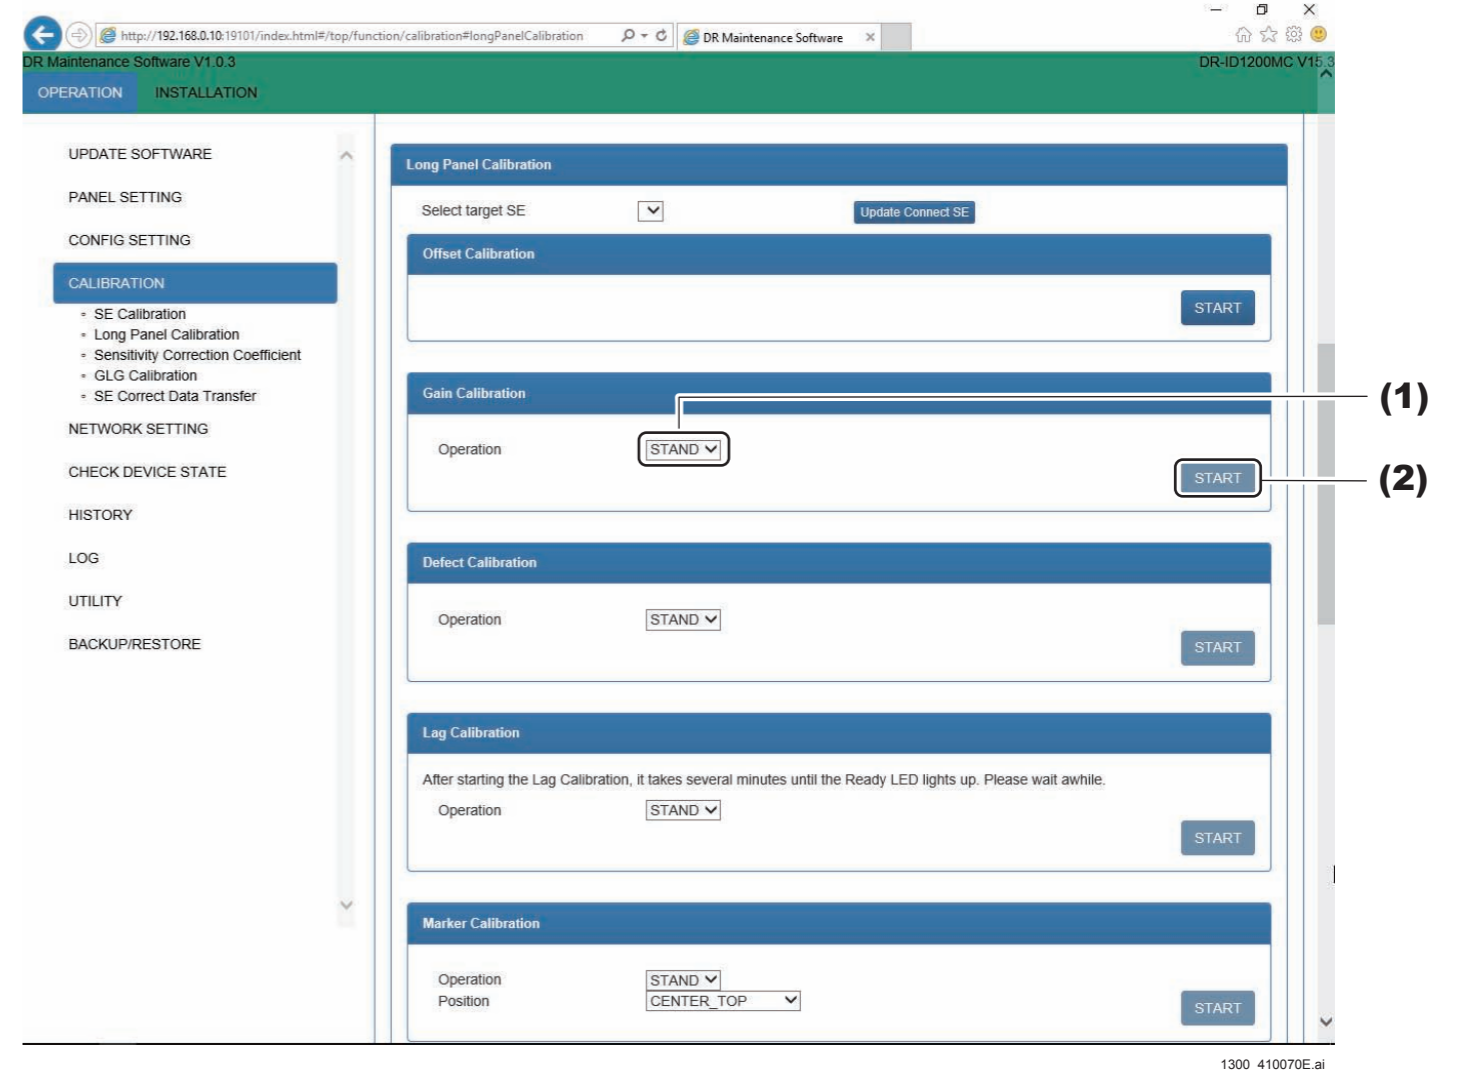 http://192.168.0.10:19101/index.html#/top/function/calibration#longPanelCalibration
DR Maintenance Software
DR Maintenance Software V1.0.3
DR-ID1200MC V15.3
OPERATION INSTALLATION
UPDATE SOFTWARE
PANEL SETTING
CONFIG SETTING
CALIBRATION
SE Calibration
Long Panel Calibration
Sensitivity Correction Coefficient
GLG Calibration
SE Correct Data Transfer
NETWORK SETTING
CHECK DEVICE STATE
HISTORY
LOG
UTILITY
BACKUP/RESTORE
Long Panel Calibration
Select target SE
Update Connect SE
Offset Calibration
START
Gain Calibration
(1)
Operation STAND
START
(2)
Defect Calibration
Operation STAND
START
Lag Calibration
After starting the Lag Calibration, it takes several minutes until the Ready LED lights up. Please wait awhile.
Operation STAND
START
Marker Calibration
Operation STAND
Position CENTER_TOP
START
1300_410070E.ai